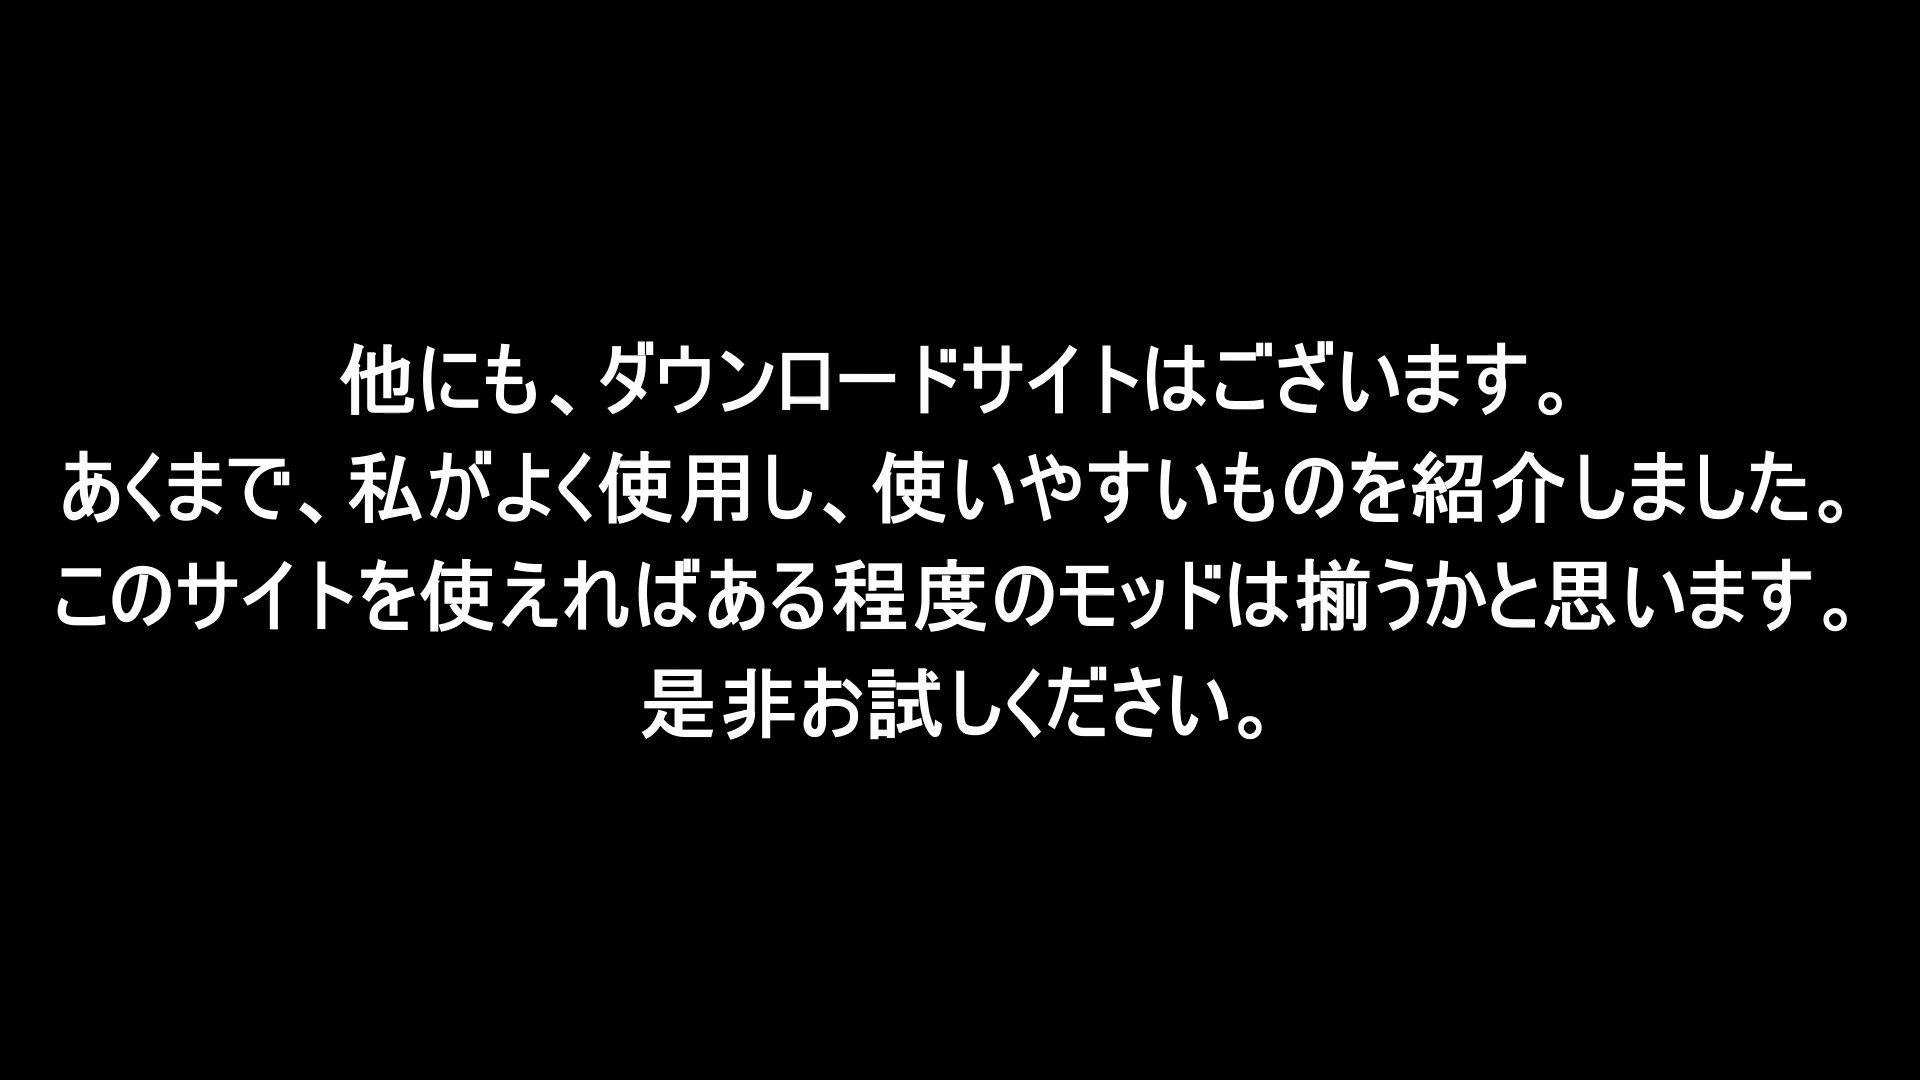 他にも、ダウンロードサイトはございます。
あくまで、私がよく使用し、使いやすいものを紹介しました。
このサイトを使えればある程度のモッドは揃うかと思います。
是非お試しください。